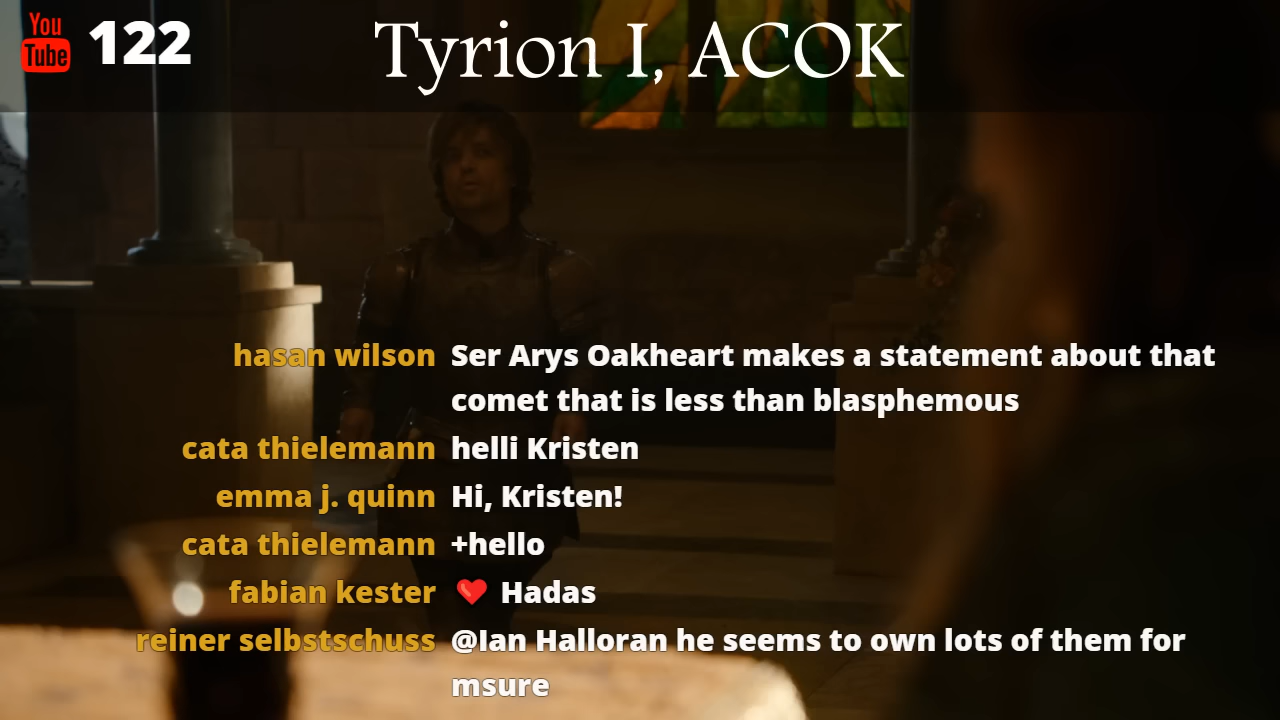 You
Tube
122
Tyrion I, ACOK
hasan wilson Ser Arys Oakheart makes a statement about that
comet that is less than blasphemous
cata thielemann helli Kristen
emma j. quinn Hi, Kristen!
cata thielemann +hello
fabian kester ❤️ Hadas
reiner selbstschuss @Ian Halloran he seems to own lots of them for
msure